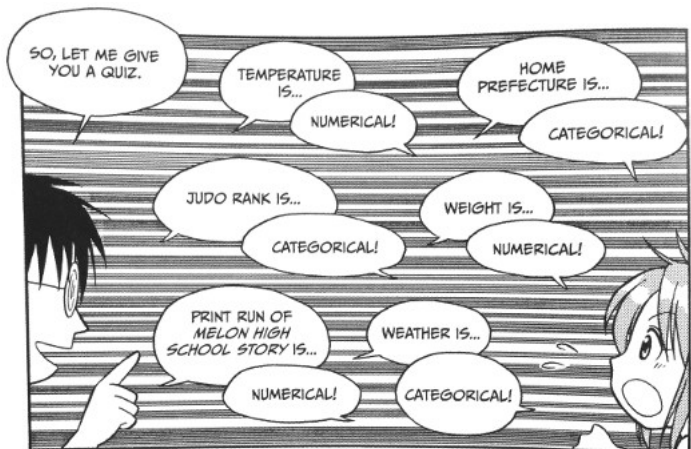 SO, LET ME GIVE
YOU A QUIZ.
TEMPERATURE
IS...
NUMERICAL!
HOME
PREFECTURE IS...
CATEGORICAL!
JUDO RANK IS...
CATEGORICAL!
WEIGHT IS...
NUMERICAL!
PRINT RUN OF
MELON HIGH
SCHOOL STORY IS...
NUMERICAL!
WEATHER IS...
CATEGORICAL!